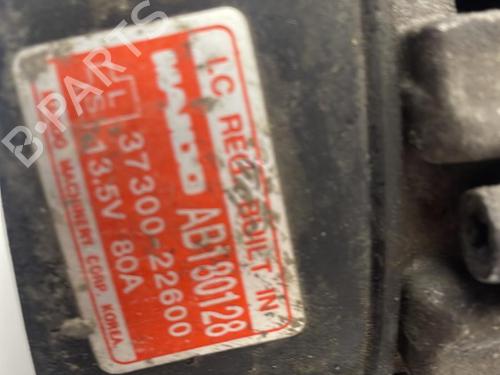 I.C REG. BUILT IN
MANDO AB180128
L 37300-22600
13.5V 80A
MACHINERY CORP. KOREA.
B-PARTS